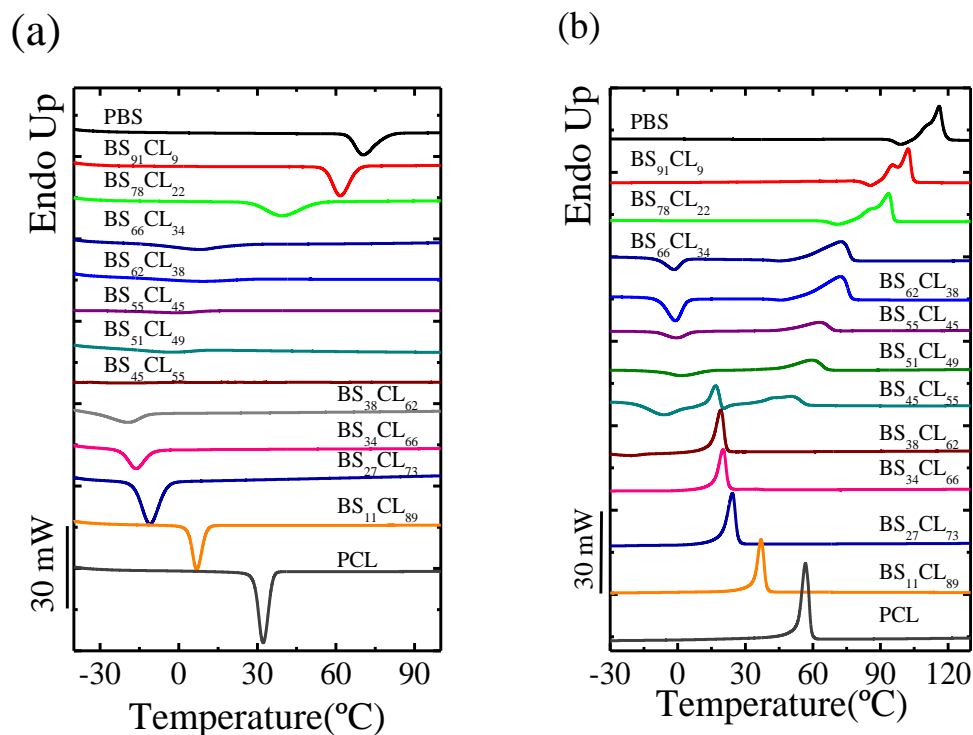 (a)
Endo Up
PBS
BS₉₁CL₉
BS₇₈CL₂₂
BS₆₆CL₃₄
BS₆₂CL₃₈
BS₅₅CL₄₅
BS₅₁CL₄₉
BS₄₅CL₅₅
BS₃₈CL₆₂
BS₃₄CL₆₆
BS₂₇CL₇₃
BS₁₁CL₈₉
PCL
30 mW
-30 0 30 60 90
Temperature(ºC)
(b)
Endo Up
PBS
BS₉₁CL₉
BS₇₈CL₂₂
BS₆₆CL₃₄
BS₆₂CL₃₈
BS₅₅CL₄₅
BS₅₁CL₄₉
BS₄₅CL₅₅
BS₃₈CL₆₂
BS₃₄CL₆₆
BS₂₇CL₇₃
BS₁₁CL₈₉
PCL
30 mW
-30 0 30 60 90 120
Temperature(ºC)